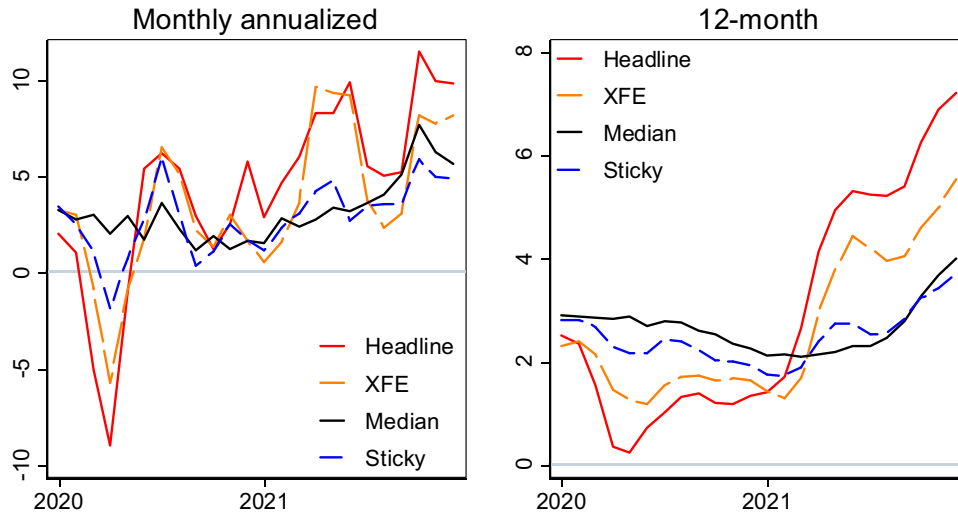 Monthly annualized
10
5
0
-5
-10
2020
2021
Headline
XFE
Median
Sticky
12-month
8
6
4
2
0
2020
2021
Headline
XFE
Median
Sticky